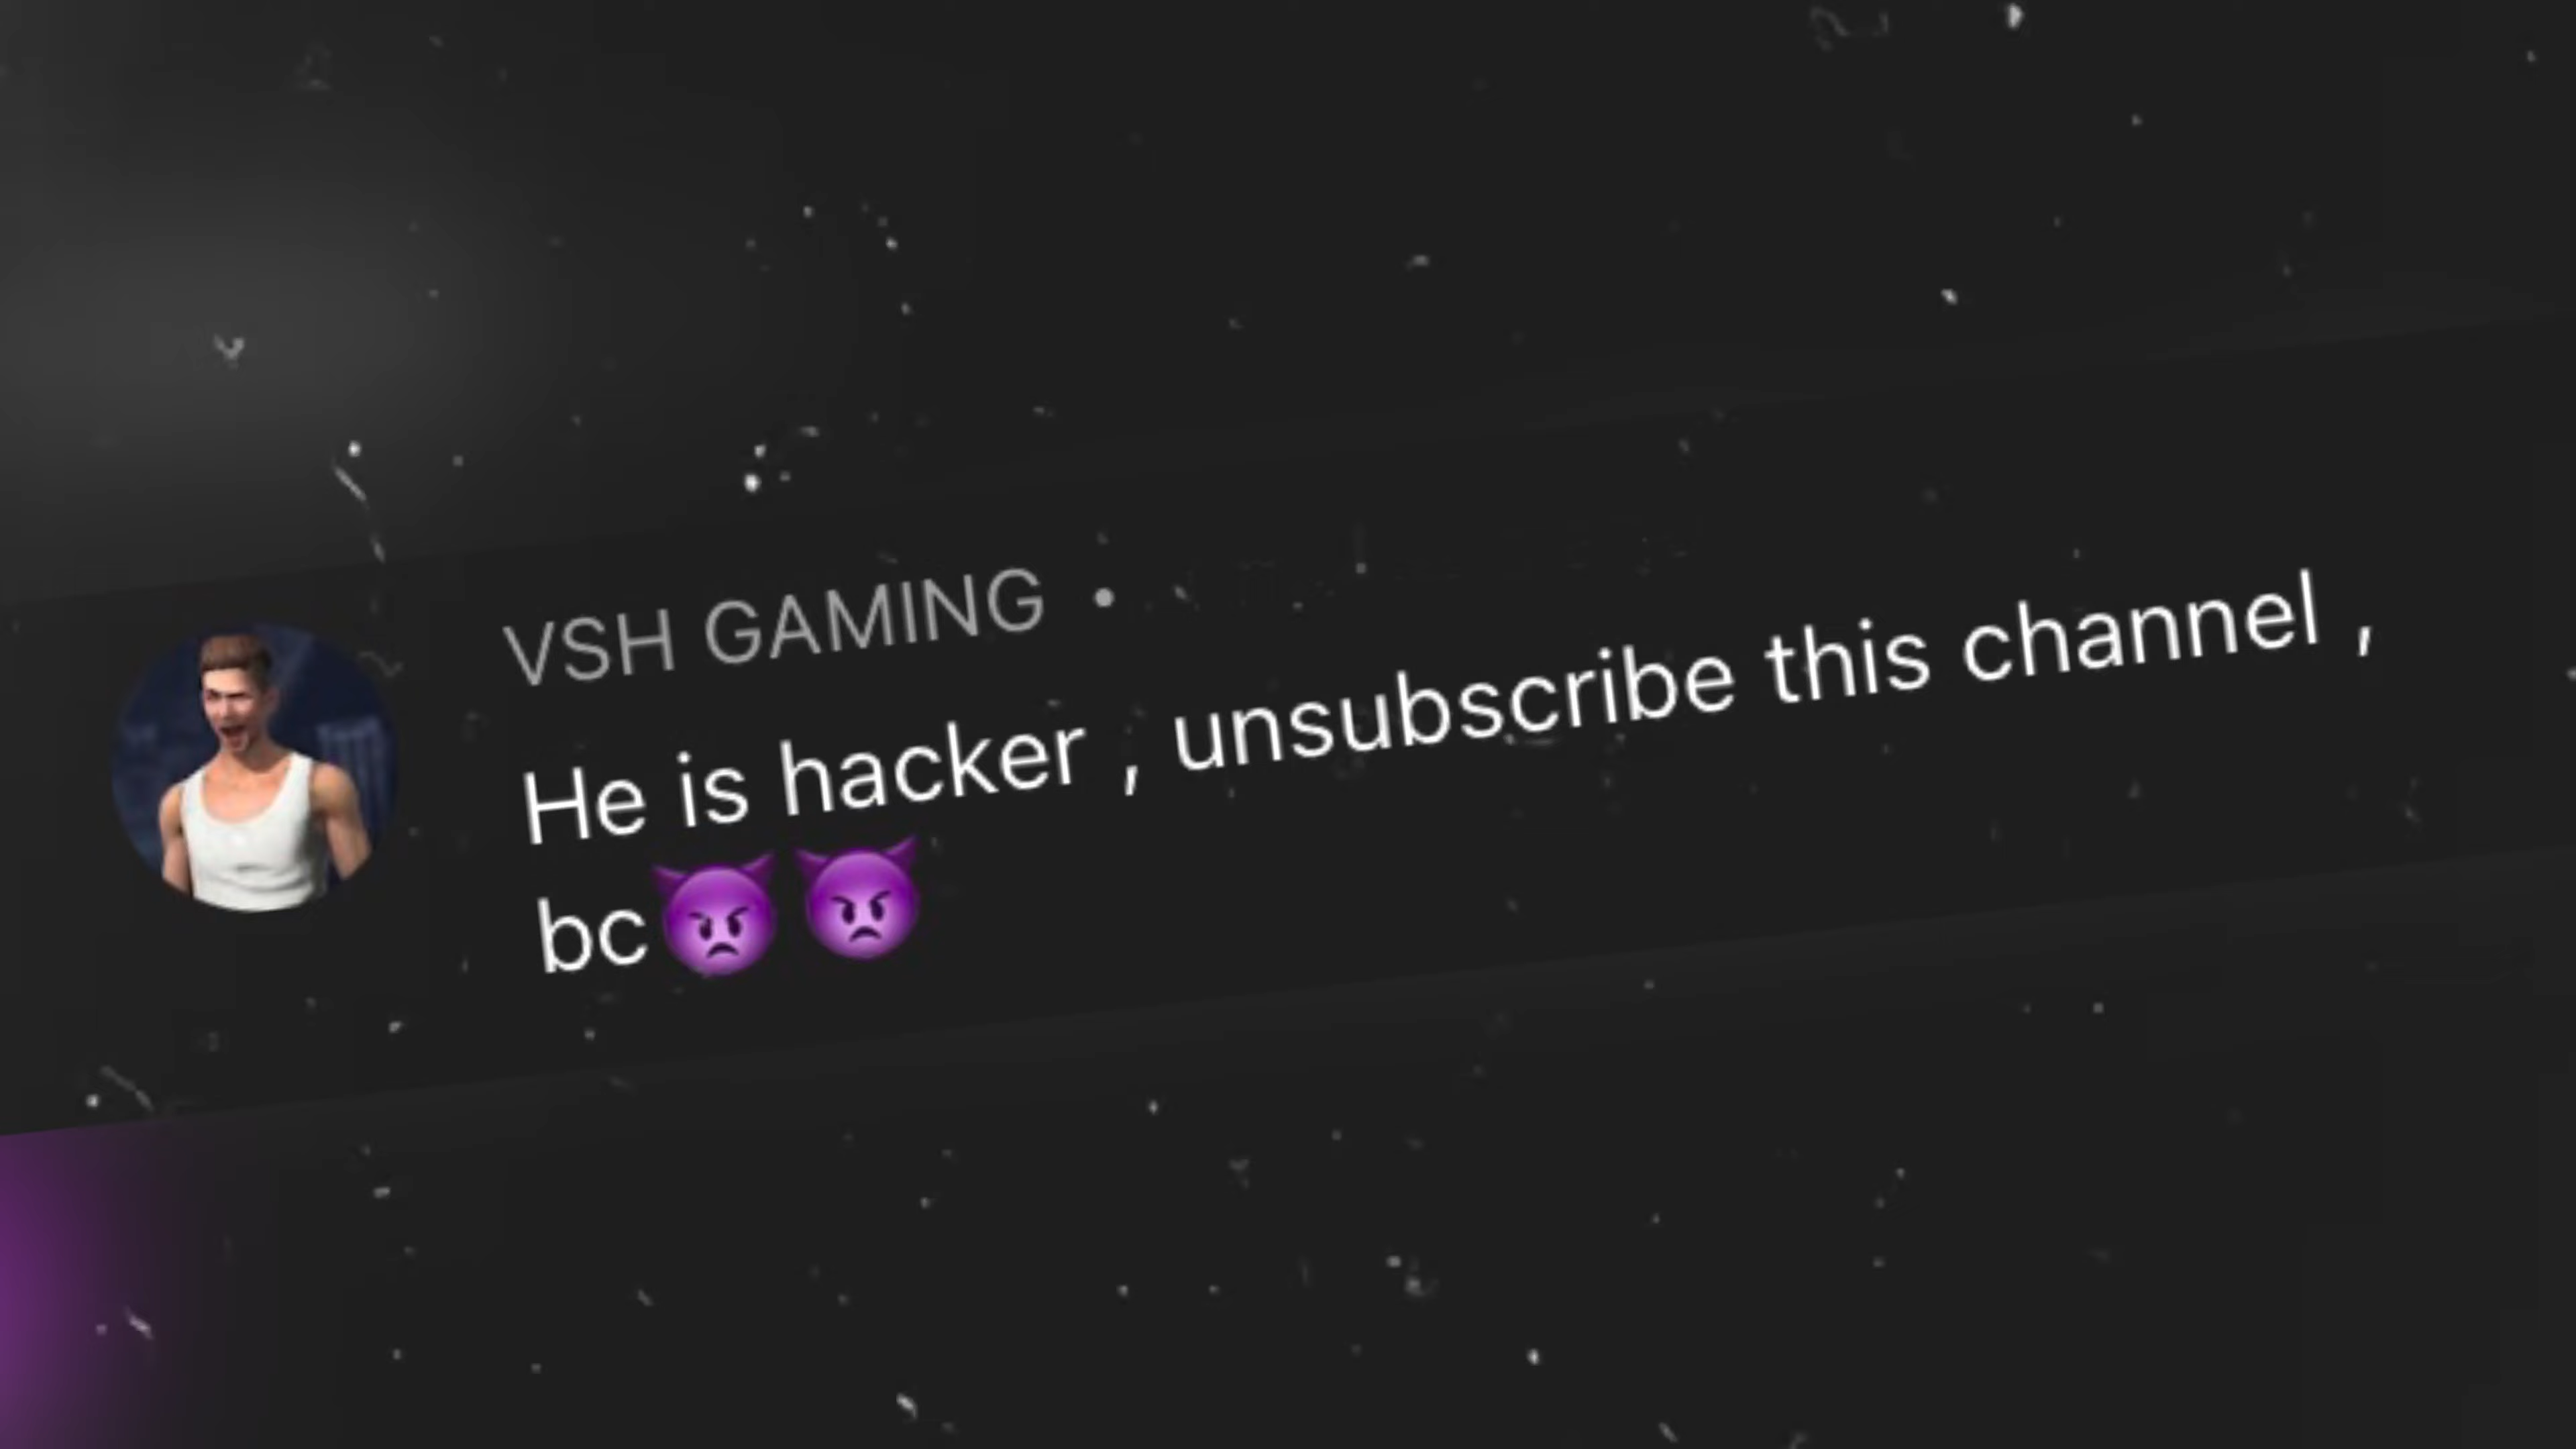 VSH GAMING •
He is hacker , unsubscribe this channel ,
bc😈😈